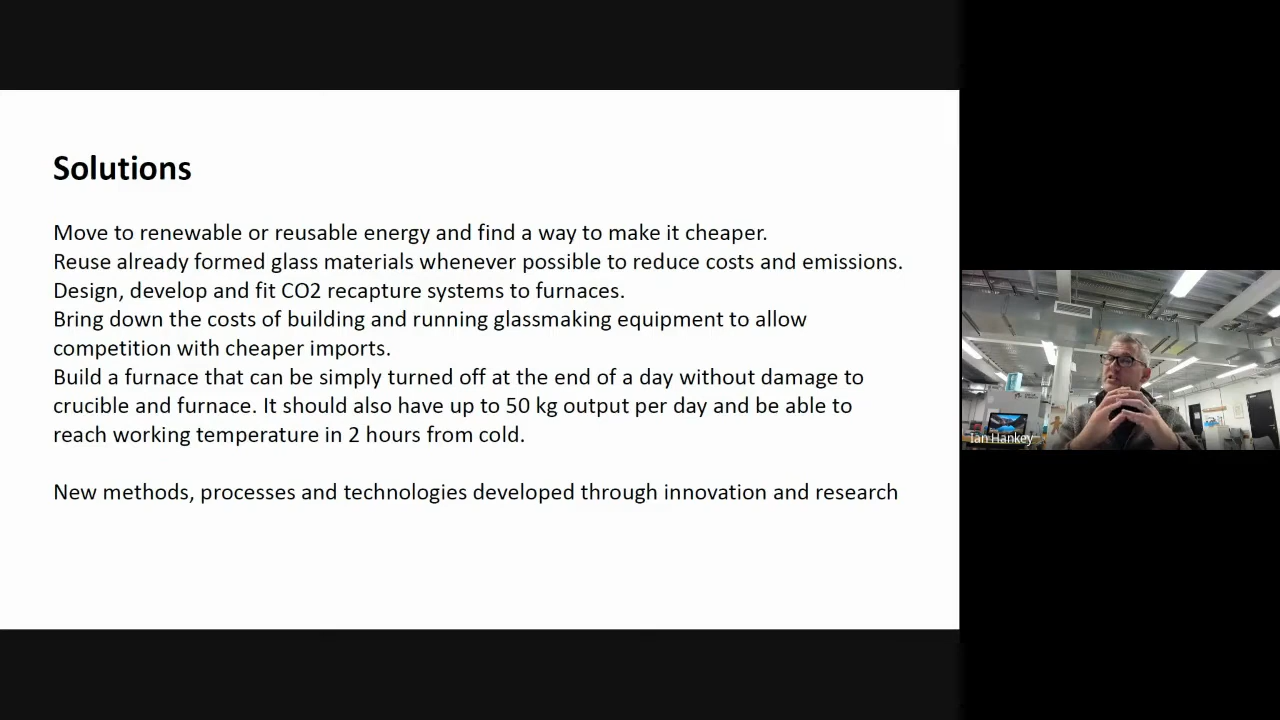 Solutions
Move to renewable or reusable energy and find a way to make it cheaper.
Reuse already formed glass materials whenever possible to reduce costs and emissions.
Design, develop and fit CO2 recapture systems to furnaces.
Bring down the costs of building and running glassmaking equipment to allow
competition with cheaper imports.
Build a furnace that can be simply turned off at the end of a day without damage to
crucible and furnace. It should also have up to 50 kg output per day and be able to
reach working temperature in 2 hours from cold.
New methods, processes and technologies developed through innovation and research
Ian Hankey